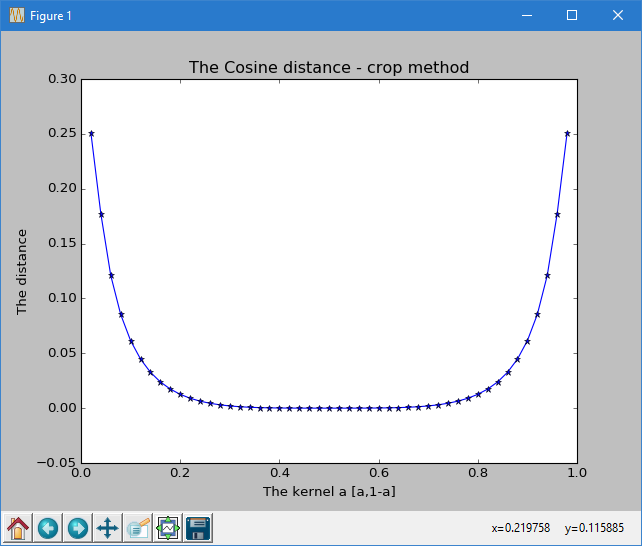 Figure 1
The Cosine distance - crop method
0.30
0.25
0.20
0.15
0.10
0.05
0.00
−0.05
The distance
0.0 0.2 0.4 0.6 0.8 1.0
The kernel a [a,1-a]
x=0.219758 y=0.115885